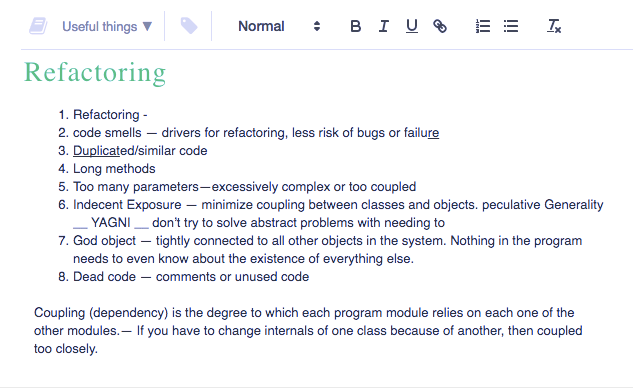 Useful things ▼ Normal B I U
Refactoring
1. Refactoring -
2. code smells — drivers for refactoring, less risk of bugs or failure
3. Duplicated/similar code
4. Long methods
5. Too many parameters—excessively complex or too coupled
6. Indecent Exposure — minimize coupling between classes and objects. peculative Generality
__ YAGNI __ don't try to solve abstract problems with needing to
7. God object — tightly connected to all other objects in the system. Nothing in the program
needs to even know about the existence of everything else.
8. Dead code — comments or unused code
Coupling (dependency) is the degree to which each program module relies on each one of the
other modules.— If you have to change internals of one class because of another, then coupled
too closely.